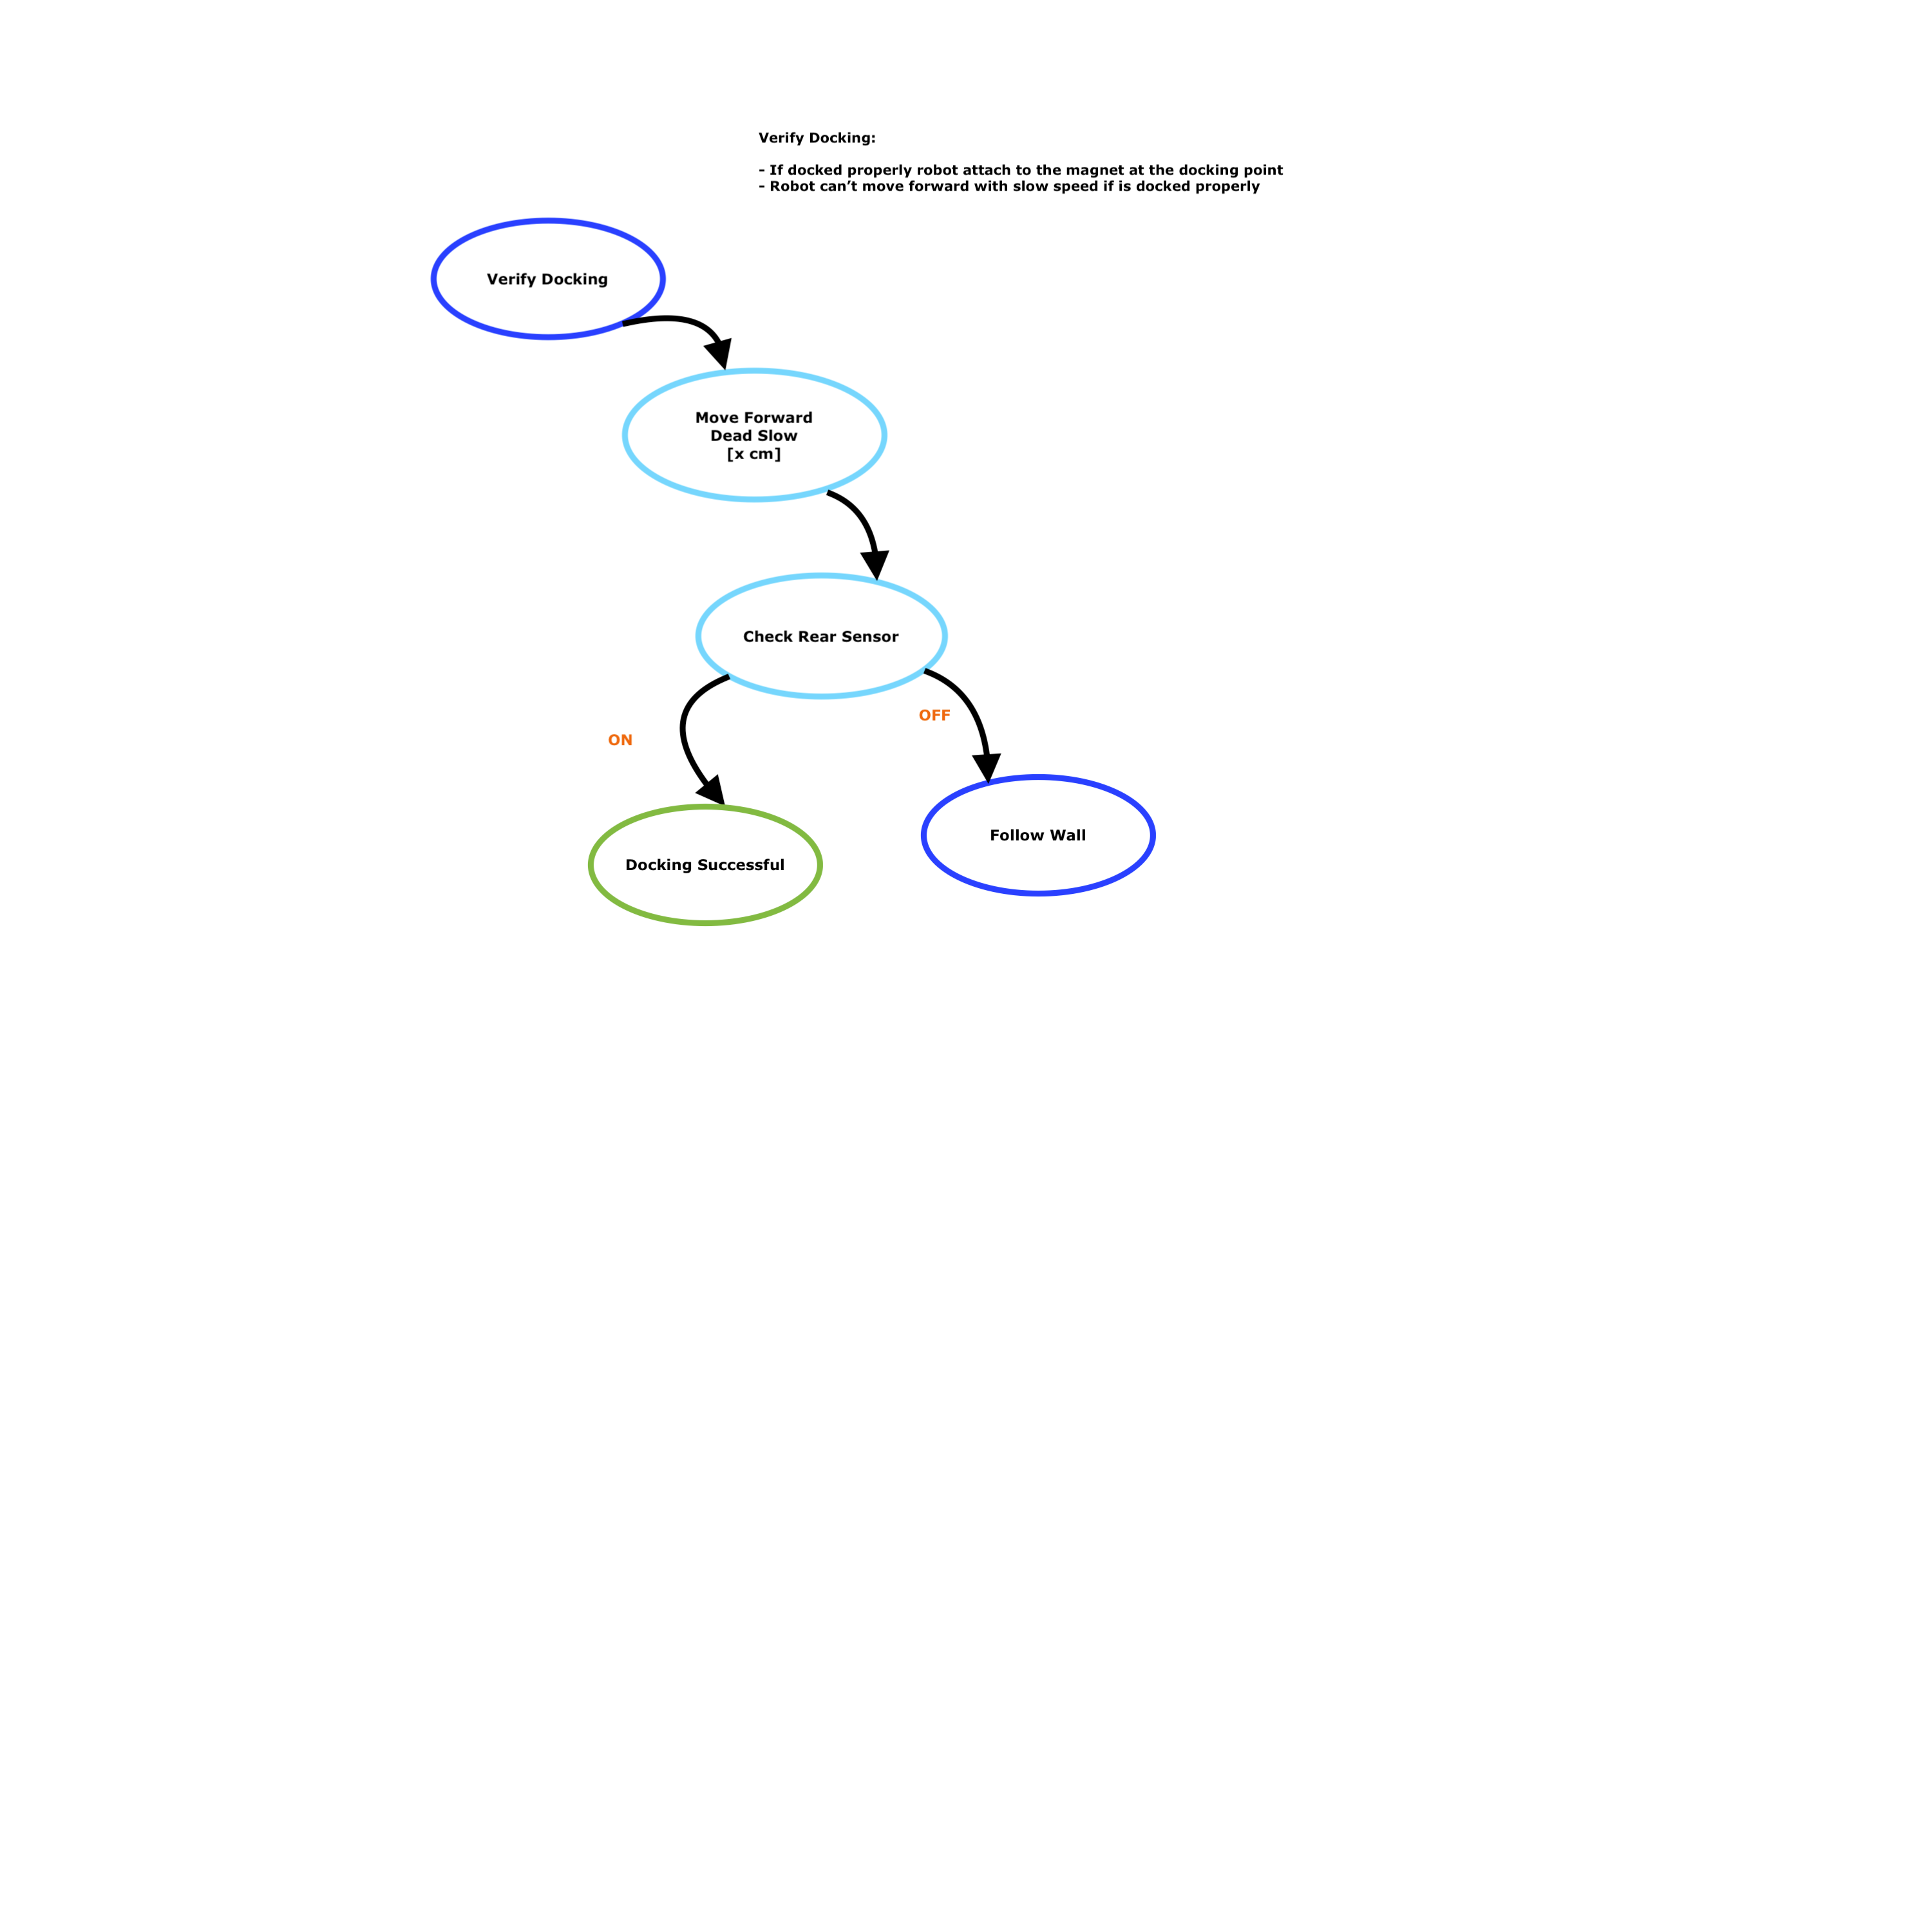 Verify Docking:
- If docked properly robot attach to the magnet at the docking point
- Robot can’t move forward with slow speed if is docked properly
Verify Docking
Move Forward
Dead Slow
[x cm]
Check Rear Sensor
OFF
ON
Follow Wall
Docking Successful